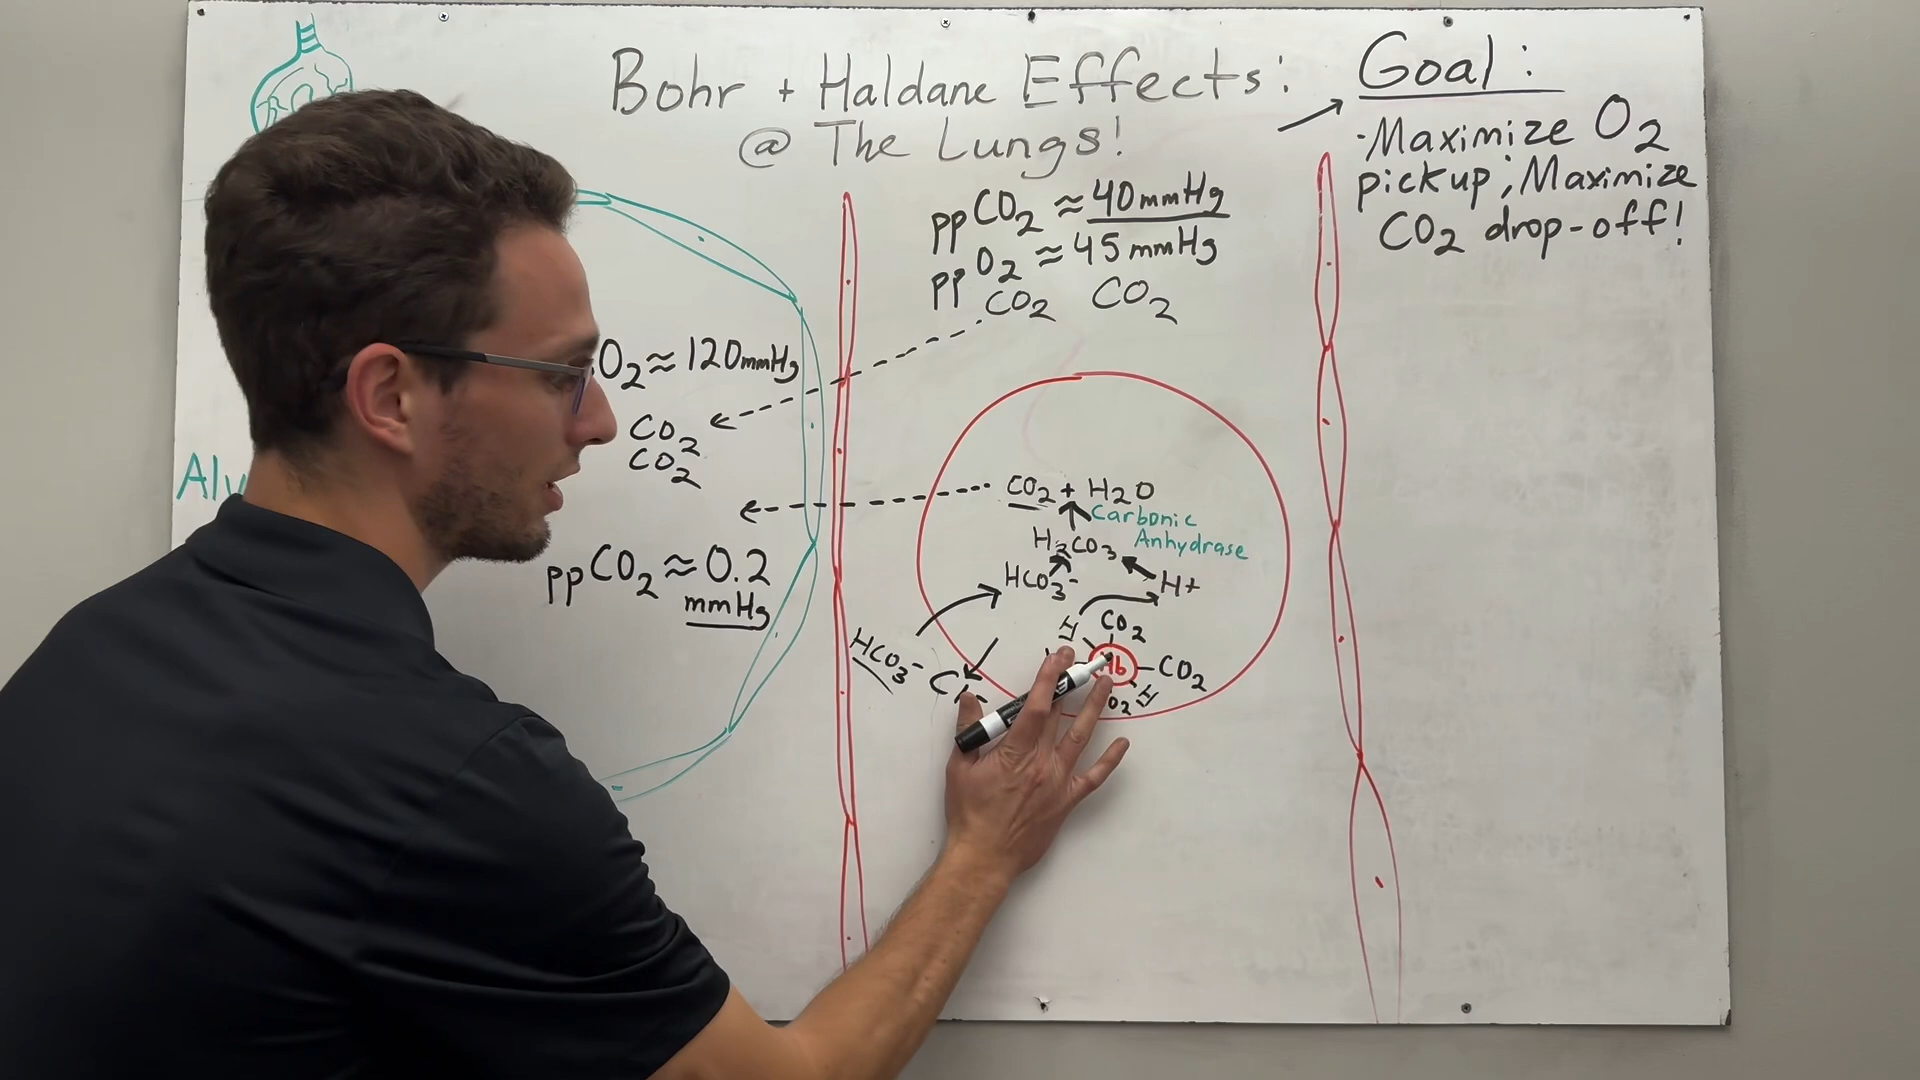 Bohr + Haldane Effects:
@ The Lungs!
Goal:
·Maximize O2
pickup; Maximize
CO2 drop-off!
ppCO2 ≈ 40mmHg
ppO2 ≈ 45mmHg
CO2 CO2
O2 ≈ 120mmHg
CO2
CO2
ppCO2 ≈ 0.2
mmHg
CO2 + H2O
Carbonic
Anhydrase
H2CO3
HCO3- H+
H CO2
Hb CO2
H
O2
HCO3- Cl-